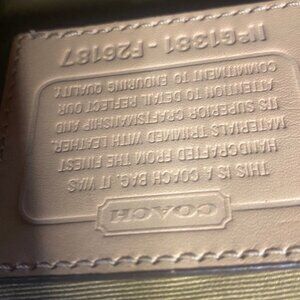 COACH
THIS IS A COACH BAG. IT WAS
HANDCRAFTED FROM THE FINEST
MATERIALS TRIMMED WITH LEATHER.
ITS SUPERIOR CRAFTSMANSHIP AND
ATTENTION TO DETAIL REFLECT OUR
COMMITMENT TO ENDURING QUALITY.
Nº G1381 - F26187